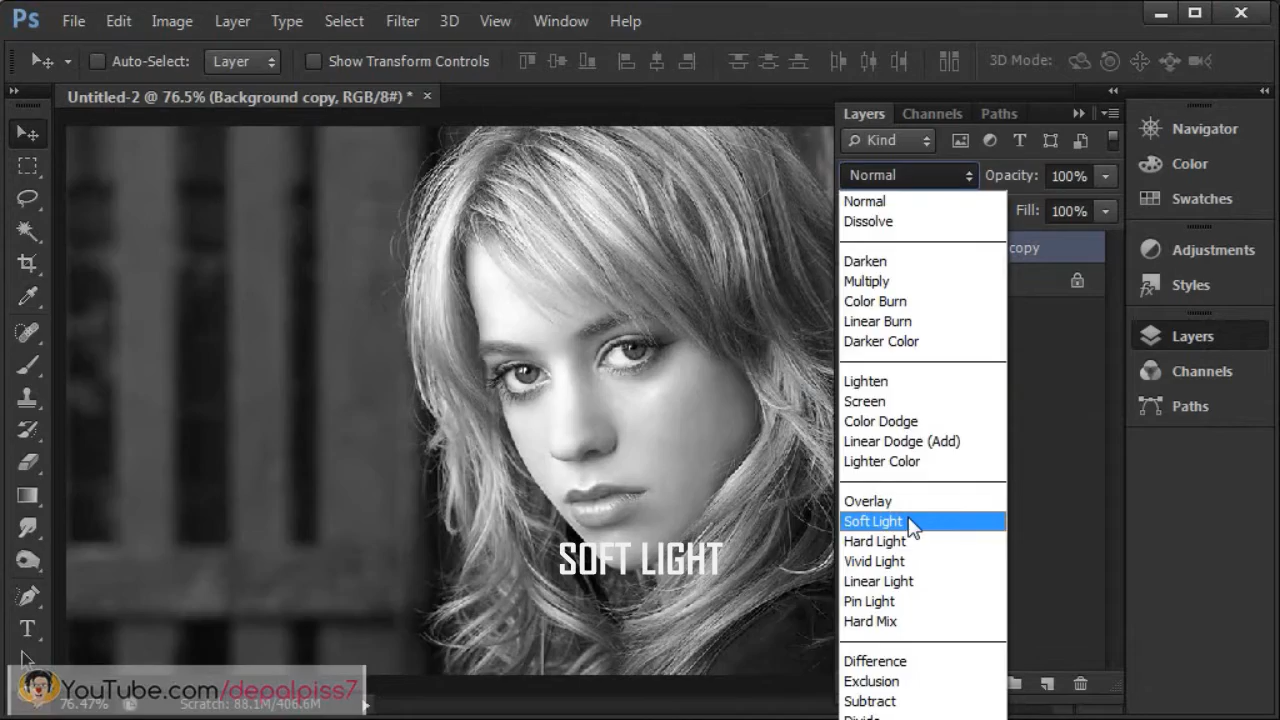 Ps File Edit Image Layer Type Select Filter 3D View Window Help
Auto-Select: Layer Show Transform Controls 3D Mode:
Untitled-2 @ 76.5% (Background copy, RGB/8#) * ×
Layers Channels Paths
Kind
Normal Opacity: 100%
Fill: 100%
copy
Normal
Dissolve
Darken
Multiply
Color Burn
Linear Burn
Darker Color
Lighten
Screen
Color Dodge
Linear Dodge (Add)
Lighter Color
Overlay
Soft Light
Hard Light
Vivid Light
Linear Light
Pin Light
Hard Mix
Difference
Exclusion
Subtract
Divide
Navigator
Color
Swatches
Adjustments
Styles
Layers
Channels
Paths
SOFT LIGHT
YouTube.com/depalpiss7
76.47% Scratch: 88.1M/406.6M